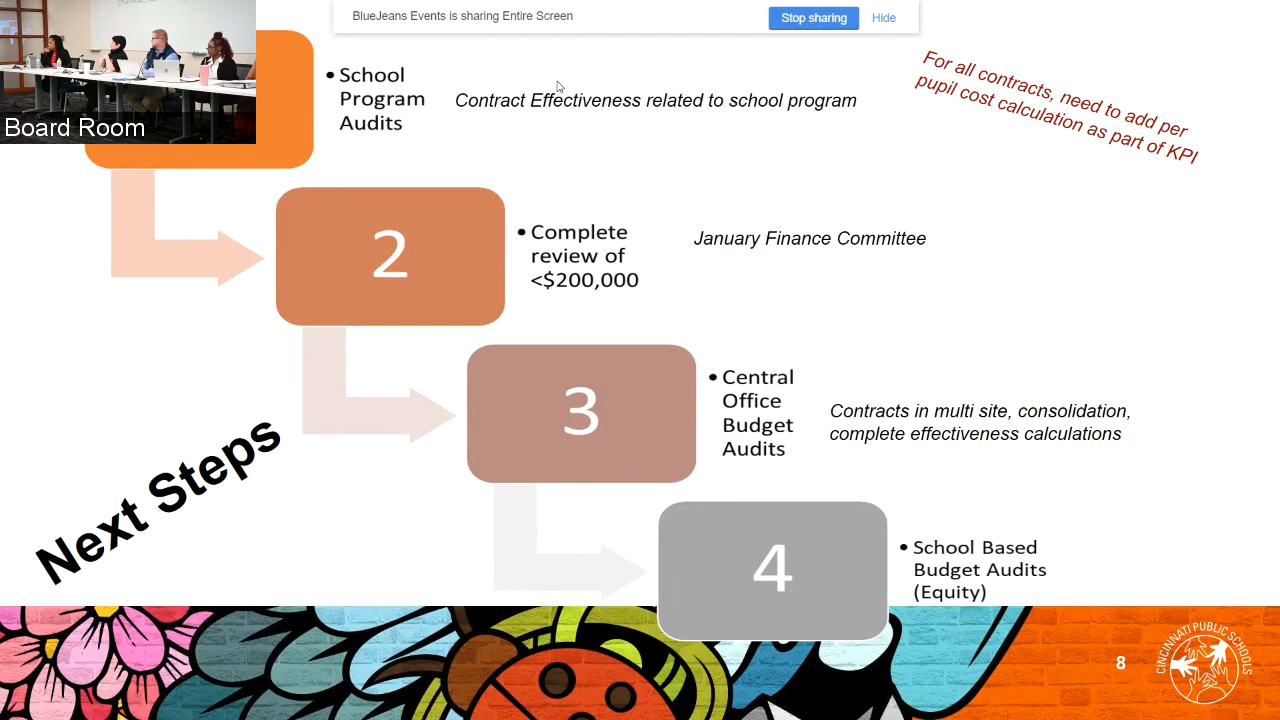 BlueJeans Events is sharing Entire Screen
Stop sharing
Hide
Board Room
• School
Program
Audits
Contract Effectiveness related to school program
For all contracts, need to add per
pupil cost calculation as part of KPI
2
• Complete
review of
<$200,000
January Finance Committee
3
• Central
Office
Budget
Audits
Contracts in multi site, consolidation,
complete effectiveness calculations
Next Steps
4
• School Based
Budget Audits
(Equity)
8
CINCINNATI PUBLIC SCHOOLS